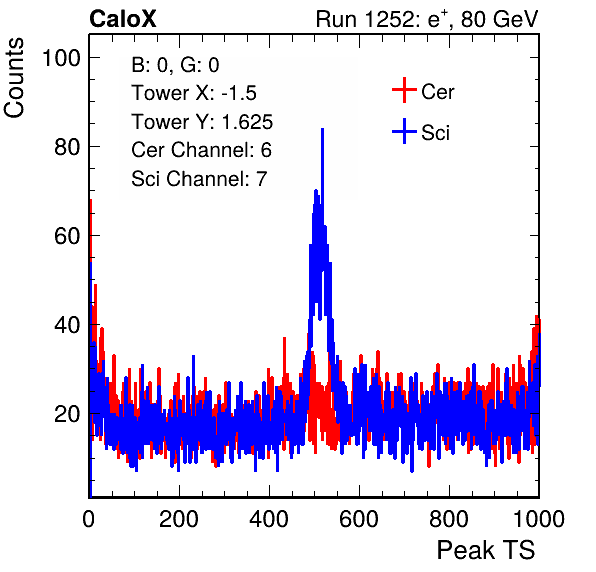 CaloX Run 1252: e⁺, 80 GeV
Counts
100
80
60
40
20
B: 0, G: 0
Tower X: -1.5
Tower Y: 1.625
Cer Channel: 6
Sci Channel: 7
Cer
Sci
0 200 400 600 800 1000
Peak TS